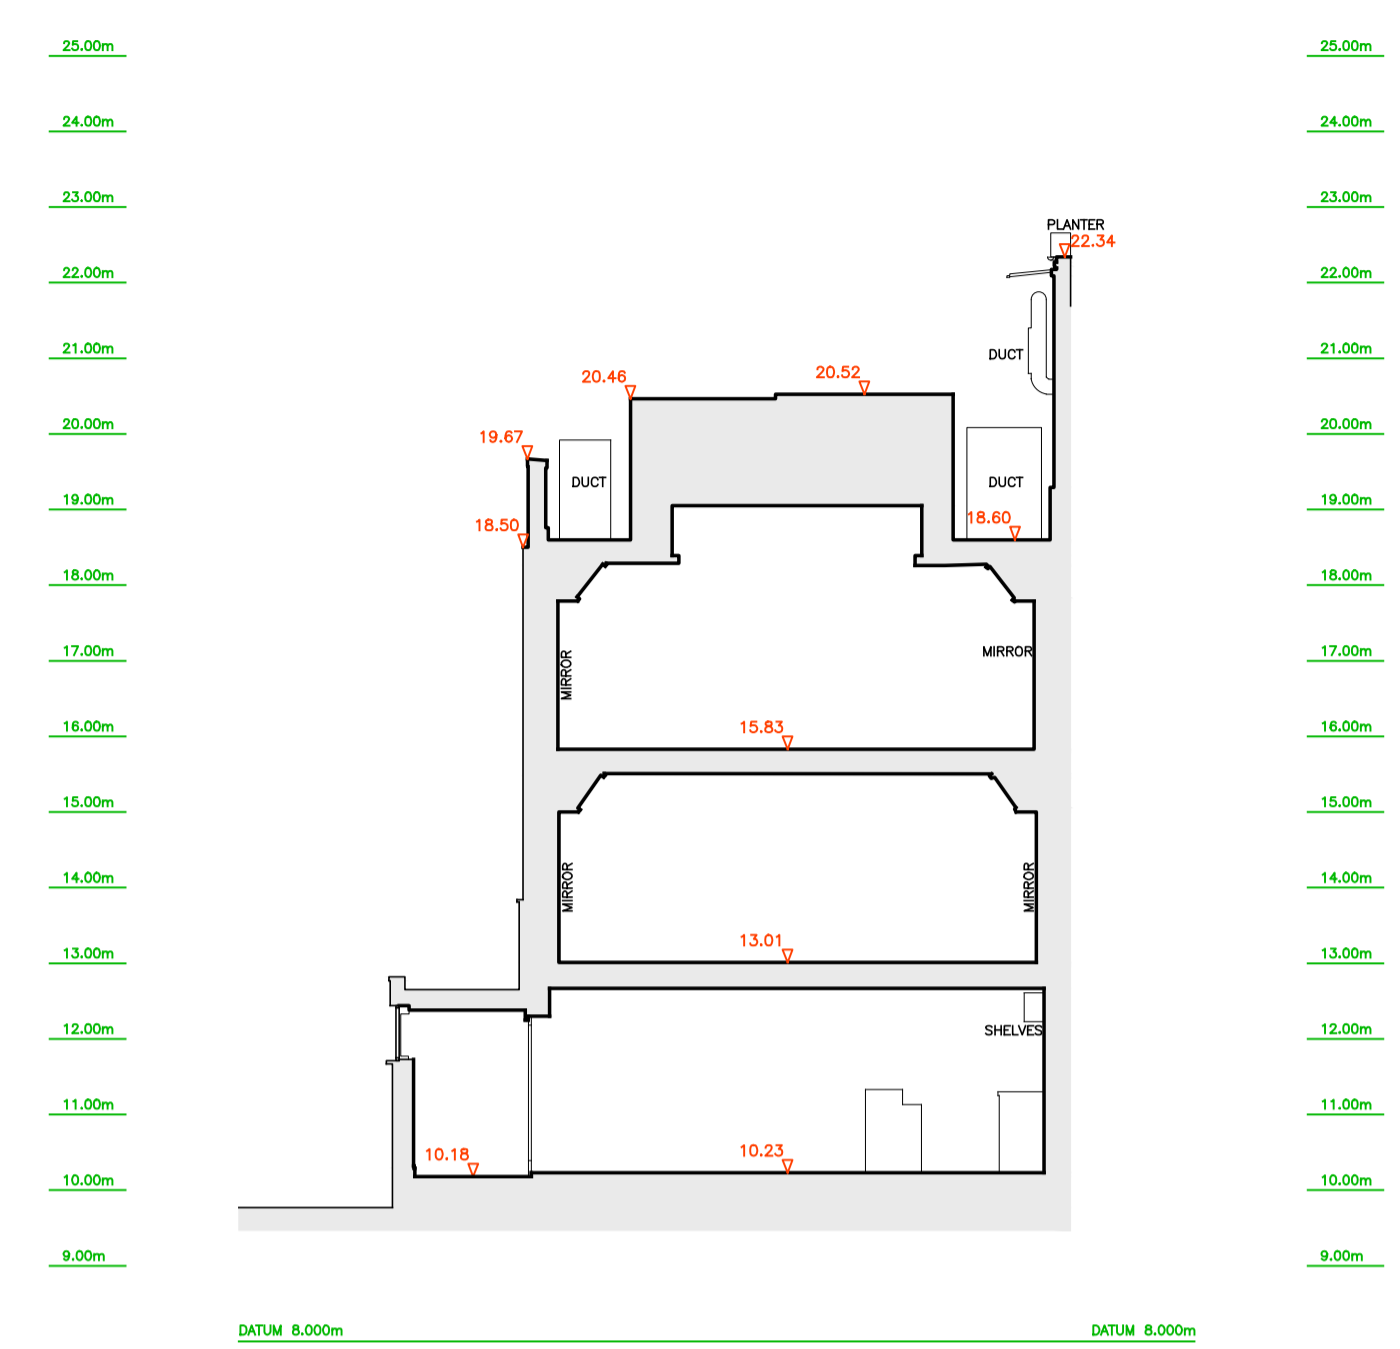 25.00m 25.00m
24.00m 24.00m
23.00m 23.00m
PLANTER
22.34
22.00m 22.00m
21.00m DUCT 21.00m
20.46 20.52
20.00m 20.00m
19.67
DUCT DUCT
19.00m 19.00m
18.50 18.60
18.00m 18.00m
17.00m MIRROR MIRROR 17.00m
16.00m 15.83 16.00m
15.00m 15.00m
14.00m MIRROR MIRROR 14.00m
13.01
13.00m 13.00m
12.00m SHELVES 12.00m
11.00m 11.00m
10.18 10.23
10.00m 10.00m
9.00m 9.00m
DATUM 8.000m DATUM 8.000m